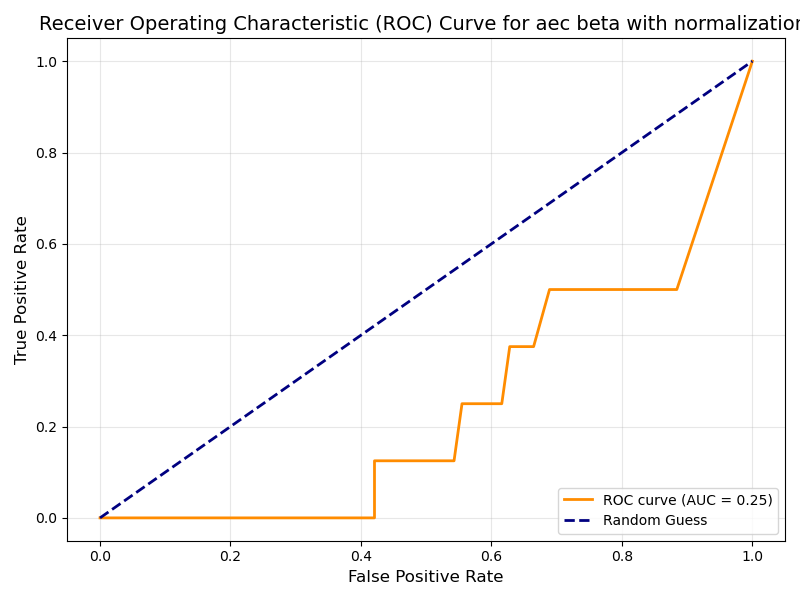 Receiver Operating Characteristic (ROC) Curve for aec beta with normalization
1.0
0.8
0.6
0.4
0.2
0.0
True Positive Rate
0.0 0.2 0.4 0.6 0.8 1.0
False Positive Rate
ROC curve (AUC = 0.25)
Random Guess